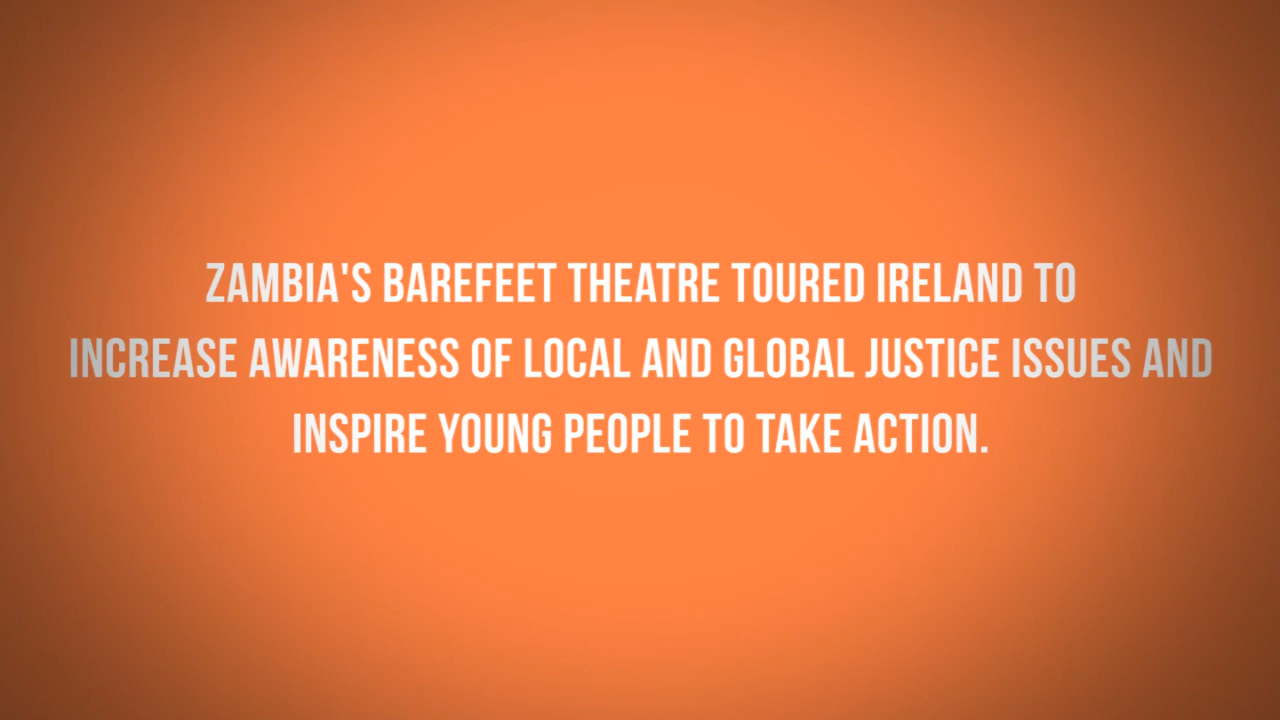 ZAMBIA'S BAREFEET THEATRE TOURED IRELAND TO
INCREASE AWARENESS OF LOCAL AND GLOBAL JUSTICE ISSUES AND
INSPIRE YOUNG PEOPLE TO TAKE ACTION.